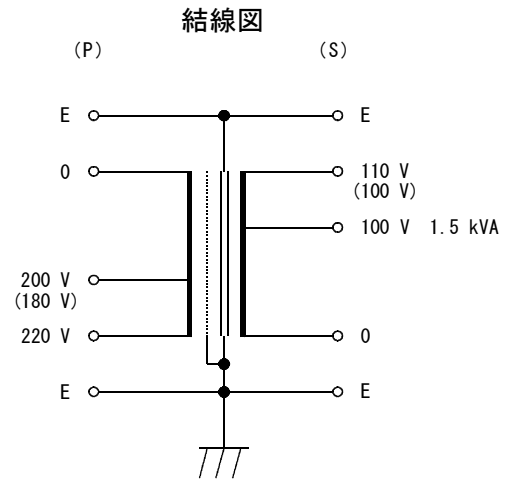 結線図
(P) (S)
E E
0 110 V
(100 V)
100 V 1.5 kVA
200 V
(180 V)
220 V 0
E E